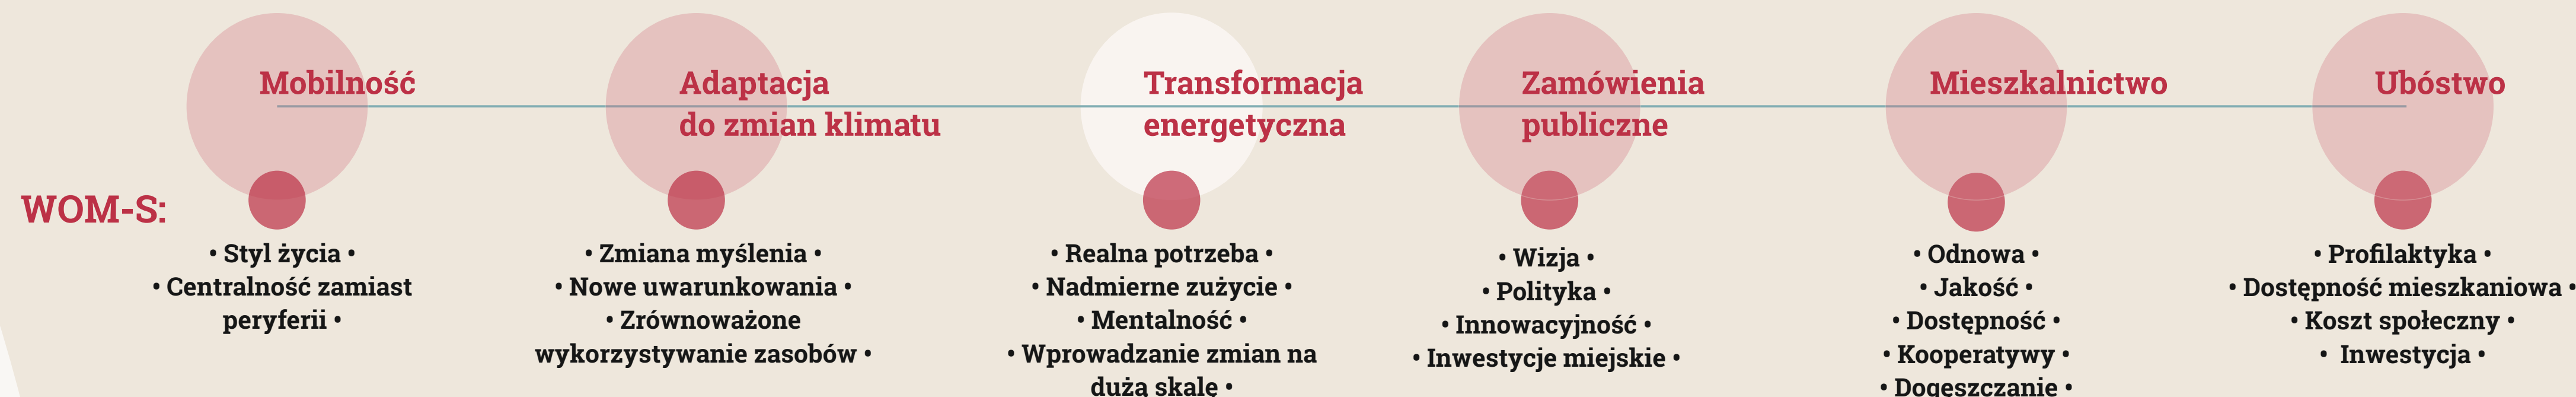 Mobilność
Adaptacja
do zmian klimatu
Transformacja
energetyczna
Zamówienia
publiczne
Mieszkalnictwo
Ubóstwo
WOM-S:
• Styl życia •
• Centralność zamiast
peryferii •
• Zmiana myślenia •
• Nowe uwarunkowania •
• Zrównoważone
wykorzystywanie zasobów •
• Realna potrzeba •
• Nadmierne zużycie •
• Mentalność •
• Wprowadzanie zmian na
dużą skalę •
• Wizja •
• Polityka •
• Innowacyjność •
• Inwestycje miejskie •
• Odnowa •
• Jakość •
• Dostępność •
• Kooperatywy •
• Dogęszczanie •
• Profilaktyka •
• Dostępność mieszkaniowa •
• Koszt społeczny •
• Inwestycja •